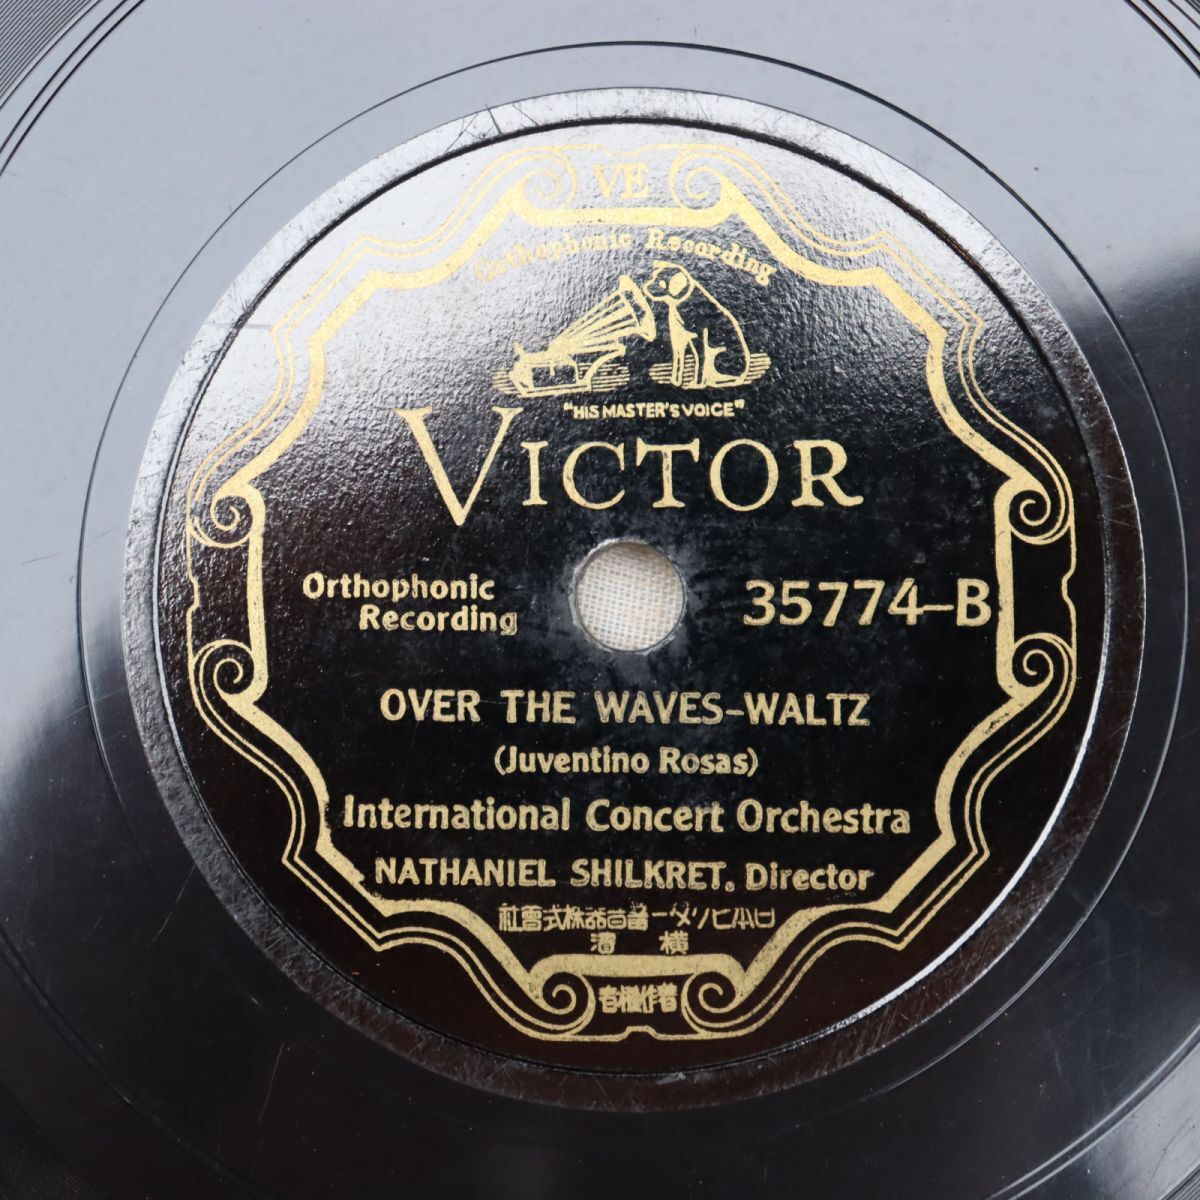 VE
Orthophonic Recording
"HIS MASTER'S VOICE"
VICTOR
Orthophonic
Recording
35774-B
OVER THE WAVES-WALTZ
(Juventino Rosas)
International Concert Orchestra
NATHANIEL SHILKRET, Director
日本ビクター蓄音器株式會社
橫濱
著作權有